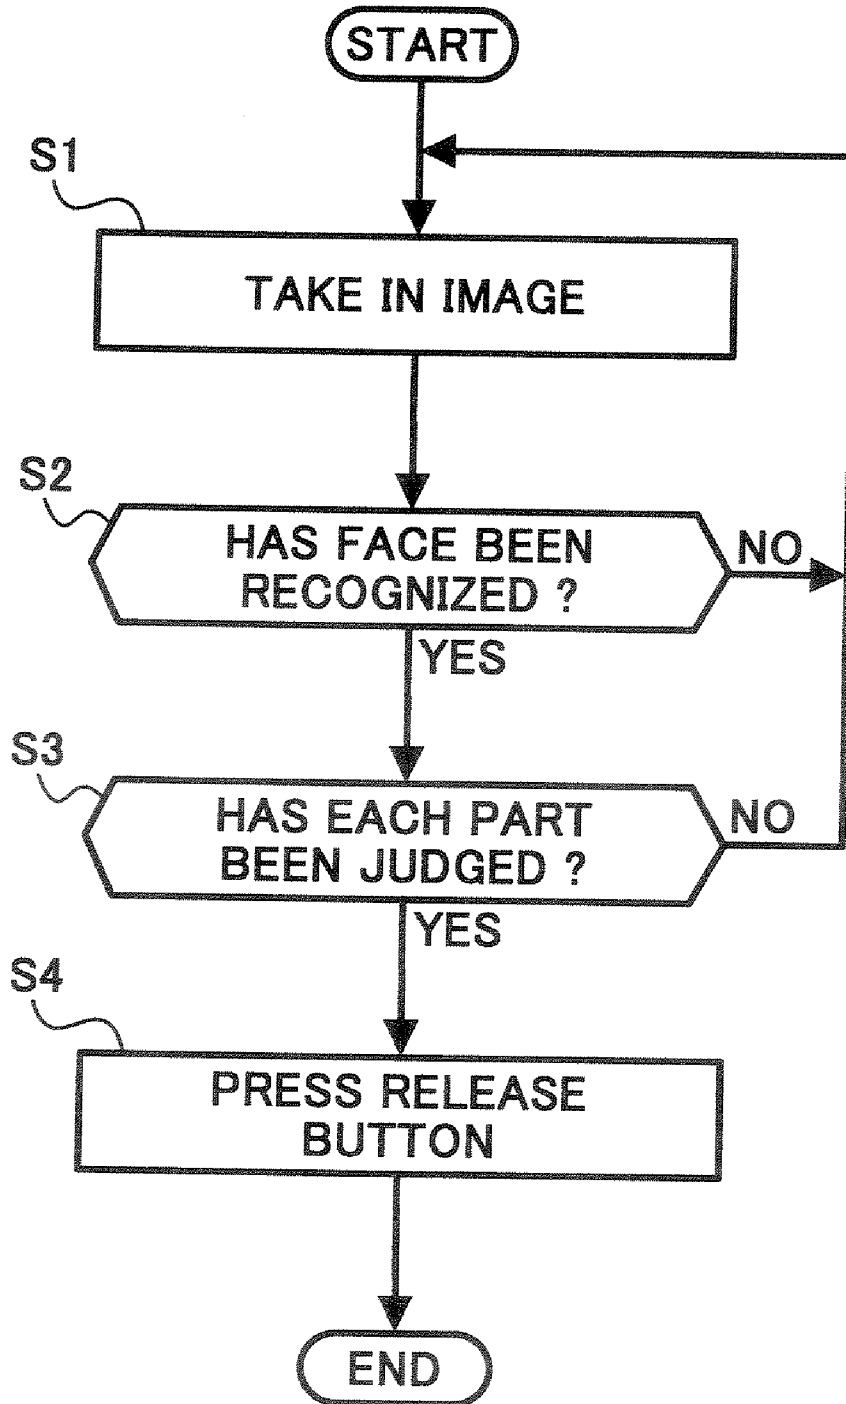 START
S1
TAKE IN IMAGE
S2
HAS FACE BEEN
RECOGNIZED ?
NO
YES
S3
HAS EACH PART
BEEN JUDGED ?
NO
YES
S4
PRESS RELEASE
BUTTON
END